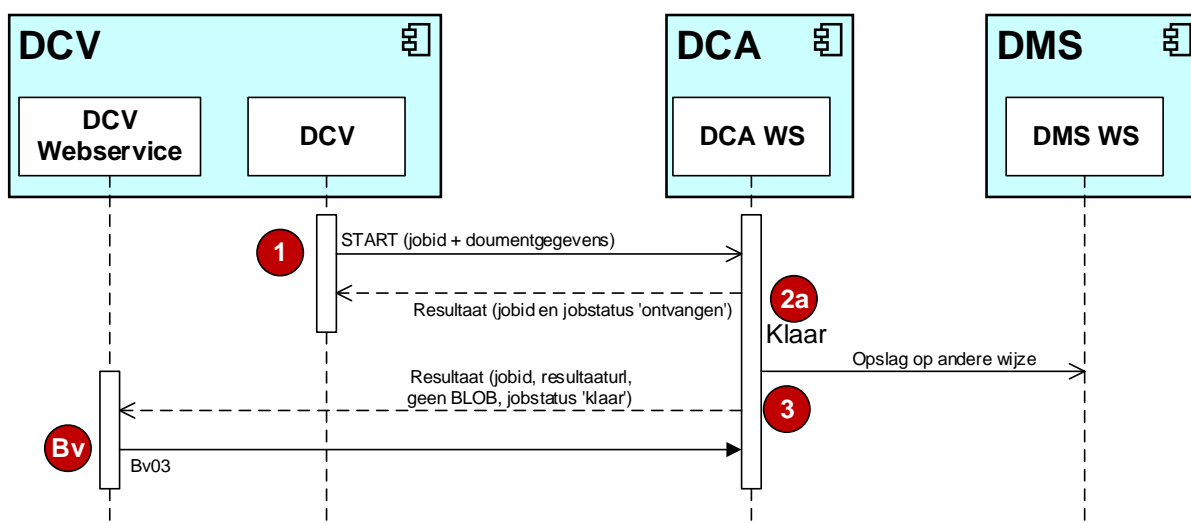 DCV
DCA
DMS
DCV
Webservice
DCV
DCA WS
DMS WS
1
START (jobid + doumentgegevens)
2a
Resultaat (jobid en jobstatus 'ontvangen')
Klaar
Opslag op andere wijze
Resultaat (jobid, resultaaturl,
geen BLOB, jobstatus 'klaar')
3
Bv
Bv03